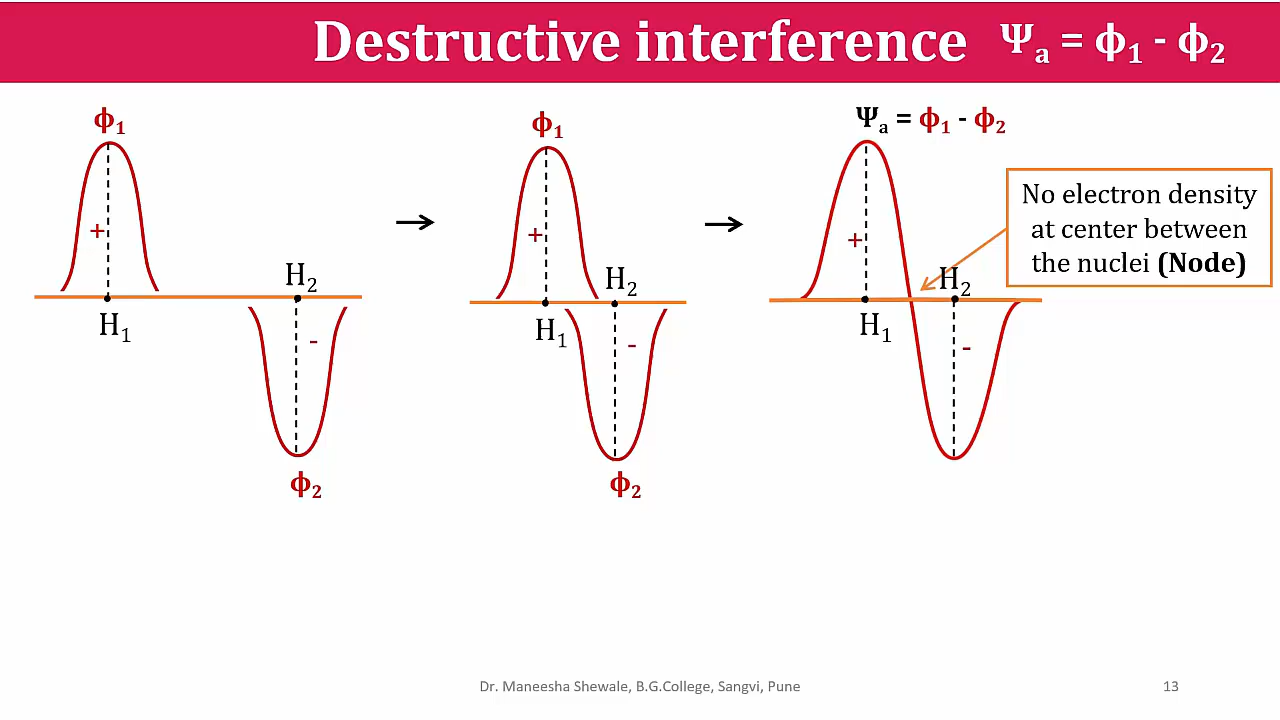 Destructive interference Ψₐ = ϕ₁ - ϕ₂
ϕ₁
+
H₁
H₂
-
ϕ₂
→
ϕ₁
+
H₁
H₂
-
ϕ₂
→
Ψₐ = ϕ₁ - ϕ₂
+
H₁
H₂
-
No electron density
at center between
the nuclei (Node)
Dr. Maneesha Shewale, B.G.College, Sangvi, Pune
13